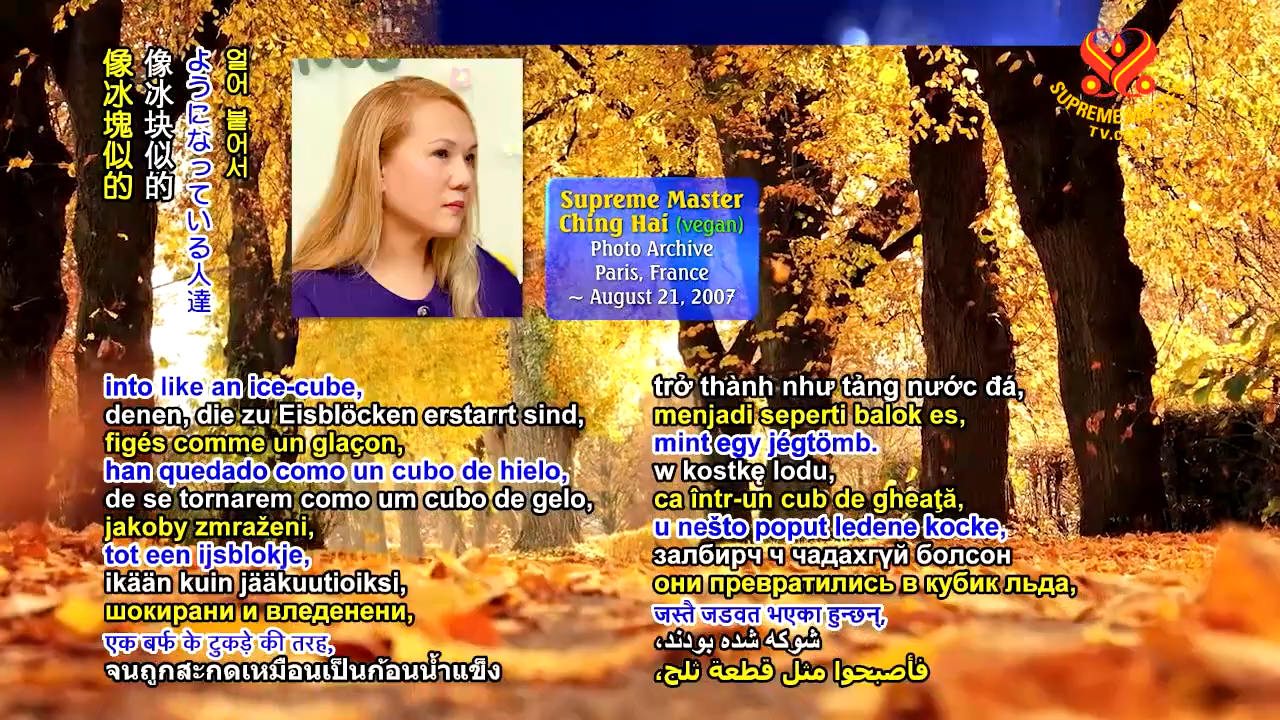 얼어 붙어서
ようになっている人達
像冰块似的
像冰塊似的
SUPREME
TV.C
Supreme Master
Ching Hai (vegan)
Photo Archive
Paris, France
~ August 21, 2007
into like an ice-cube,
denen, die zu Eisblöcken erstarrt sind,
figés comme un glaçon,
han quedado como un cubo de hielo,
de se tornarem como um cubo de gelo,
jakoby zmraženi,
tot een ijsblokje,
ikään kuin jääkuutioiksi,
шокирани и вледенени,
एक बर्फ के टुकड़े की तरह,
จนถูกสะกดเหมือนเป็นก้อนน้ำแข็ง
trở thành như tảng nước đá,
menjadi seperti balok es,
mint egy jégtömb.
w kostkę lodu,
ca într-un cub de gheaţă,
u nešto poput ledene kocke,
залбирч ч чадахгүй болсон
они превратились в кубик льда,
जस्तै जडवत भएका हुन्छन्,
شوکه شده بودند،
فأصبحوا مثل قطعة ثلج،